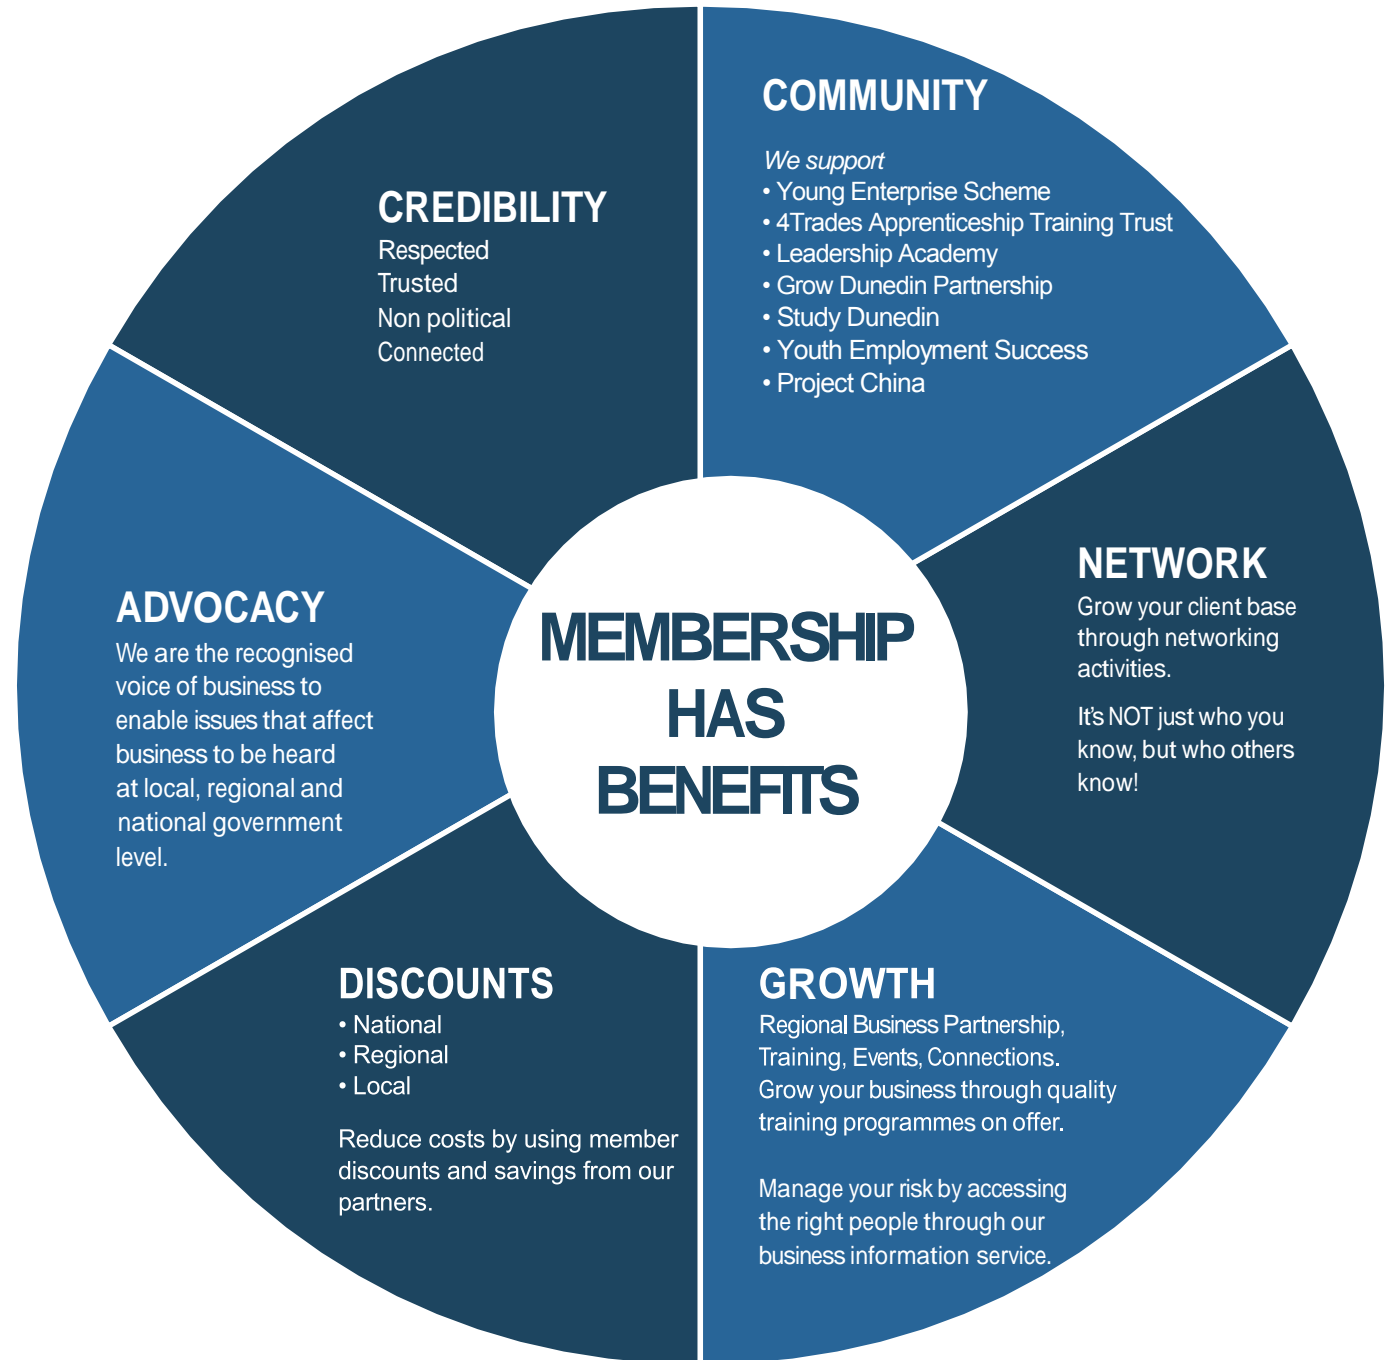 COMMUNITY
We support
• Young Enterprise Scheme
• 4Trades Apprenticeship Training Trust
• Leadership Academy
• Grow Dunedin Partnership
• Study Dunedin
• Youth Employment Success
• Project China
NETWORK
Grow your client base
through networking
activities.
It's NOT just who you
know, but who others
know!
GROWTH
Regional Business Partnership,
Training, Events, Connections.
Grow your business through quality
training programmes on offer.
Manage your risk by accessing
the right people through our
business information service.
DISCOUNTS
• National
• Regional
• Local
Reduce costs by using member
discounts and savings from our
partners.
ADVOCACY
We are the recognised
voice of business to
enable issues that affect
business to be heard
at local, regional and
national government
level.
CREDIBILITY
Respected
Trusted
Non political
Connected
MEMBERSHIP
HAS
BENEFITS